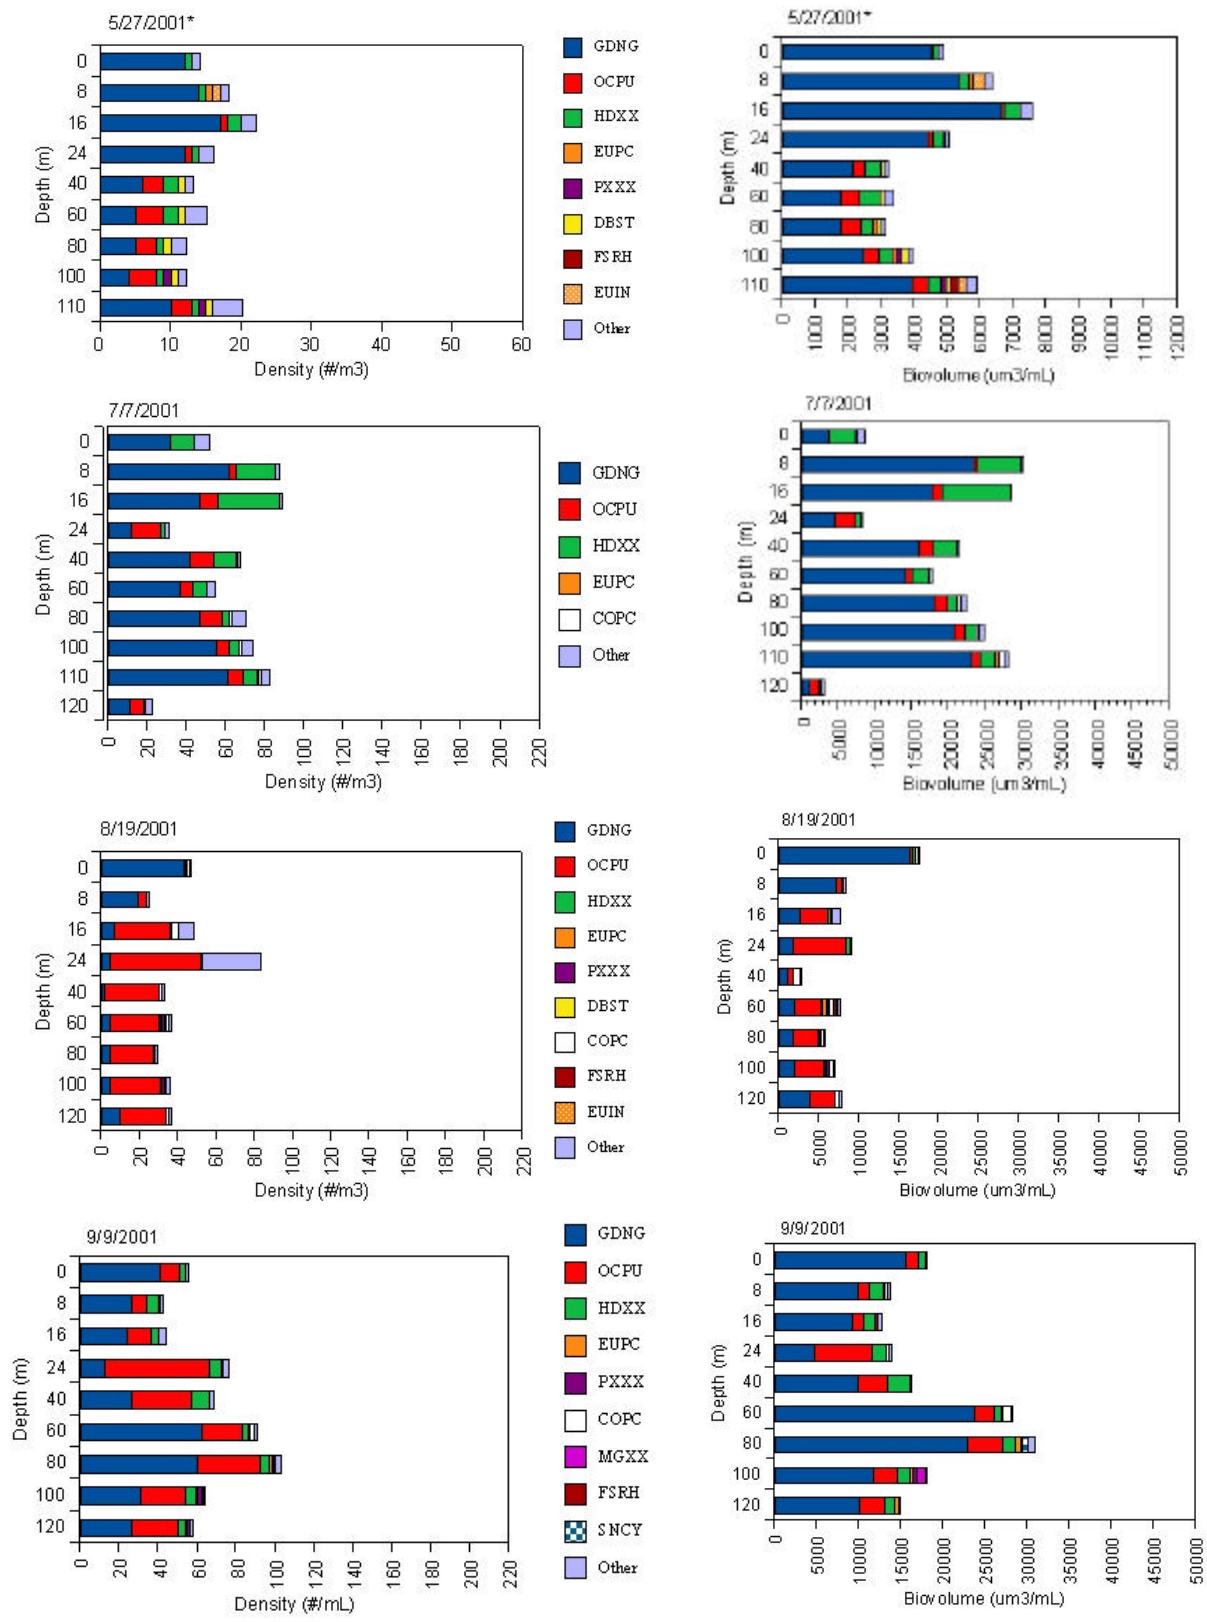 5/27/2001*
0
8
16
24
40
60
80
100
110
Depth (m)
0 10 20 30 40 50 60
Density (#/m3)
GDNG
OCPU
HDXX
EUPC
PXXX
DBST
FSRH
EUIN
Other
5/27/2001*
0
8
16
24
40
60
80
100
110
Depth (m)
0 1000 2000 3000 4000 5000 6000 7000 8000 9000 10000 11000 12000
Biovolume (um3/mL)
7/7/2001
0
8
16
24
40
60
80
100
110
120
Depth (m)
0 20 40 60 80 100 120 140 160 180 200 220
Density (#/m3)
GDNG
OCPU
HDXX
EUPC
COPC
Other
7/7/2001
0
8
16
24
40
60
80
100
110
120
Depth (m)
0 5000 10000 15000 20000 25000 30000 35000 40000 45000 50000
Biovolume (um3/mL)
8/19/2001
0
8
16
24
40
60
80
100
120
Depth (m)
0 20 40 60 80 100 120 140 160 180 200 220
Density (#/m3)
GDNG
OCPU
HDXX
EUPC
PXXX
DBST
COPC
FSRH
EUIN
Other
8/19/2001
0
8
16
24
40
60
80
100
120
Depth (m)
0 5000 10000 15000 20000 25000 30000 35000 40000 45000 50000
Biovolume (um3/mL)
9/9/2001
0
8
16
24
40
60
80
100
120
Depth (m)
0 20 40 60 80 100 120 140 160 180 200 220
Density (#/mL)
GDNG
OCPU
HDXX
EUPC
PXXX
COPC
MGXX
FSRH
SNCY
Other
9/9/2001
0
8
16
24
40
60
80
100
120
Depth (m)
0 5000 10000 15000 20000 25000 30000 35000 40000 45000 50000
Biovolume (um3/mL)